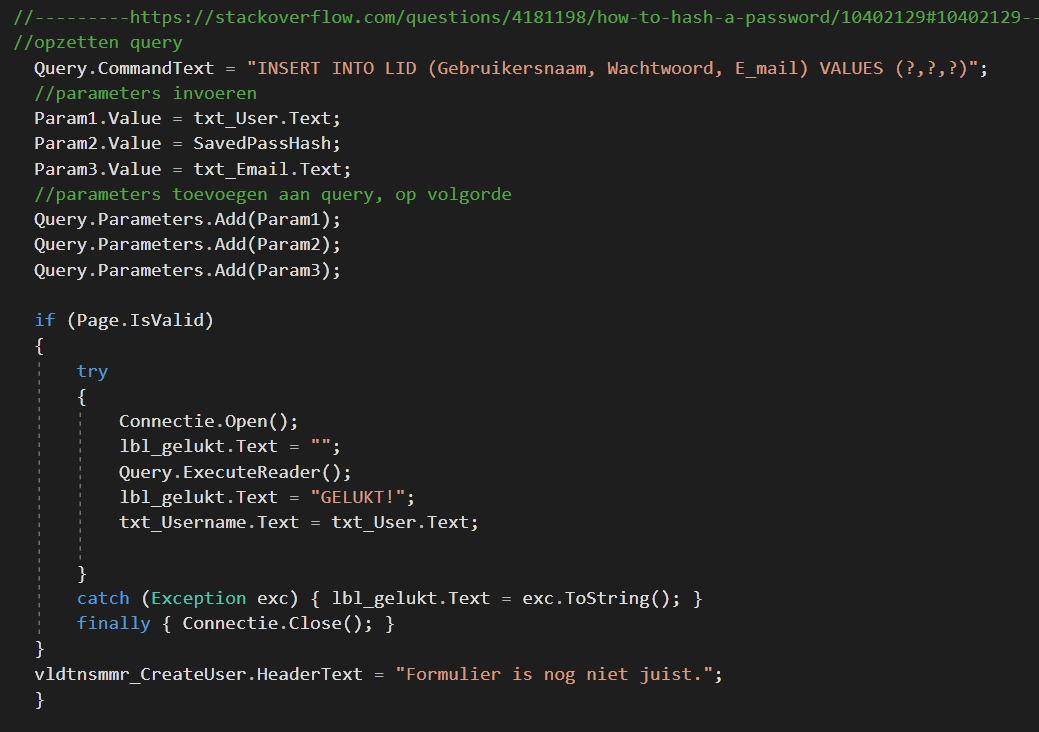 //---------https://stackoverflow.com/questions/4181198/how-to-hash-a-password/10402129#10402129--
//opzetten query
Query.CommandText = "INSERT INTO LID (Gebruikersnaam, Wachtwoord, E_mail) VALUES (?,?,?)";
//parameters invoeren
Param1.Value = txt_User.Text;
Param2.Value = SavedPassHash;
Param3.Value = txt_Email.Text;
//parameters toevoegen aan query, op volgorde
Query.Parameters.Add(Param1);
Query.Parameters.Add(Param2);
Query.Parameters.Add(Param3);
if (Page.IsValid)
{
try
{
Connectie.Open();
lbl_gelukt.Text = "";
Query.ExecuteReader();
lbl_gelukt.Text = "GELUKT!";
txt_Username.Text = txt_User.Text;
}
catch (Exception exc) { lbl_gelukt.Text = exc.ToString(); }
finally { Connectie.Close(); }
}
vldtnsmmr_CreateUser.HeaderText = "Formulier is nog niet juist.";
}